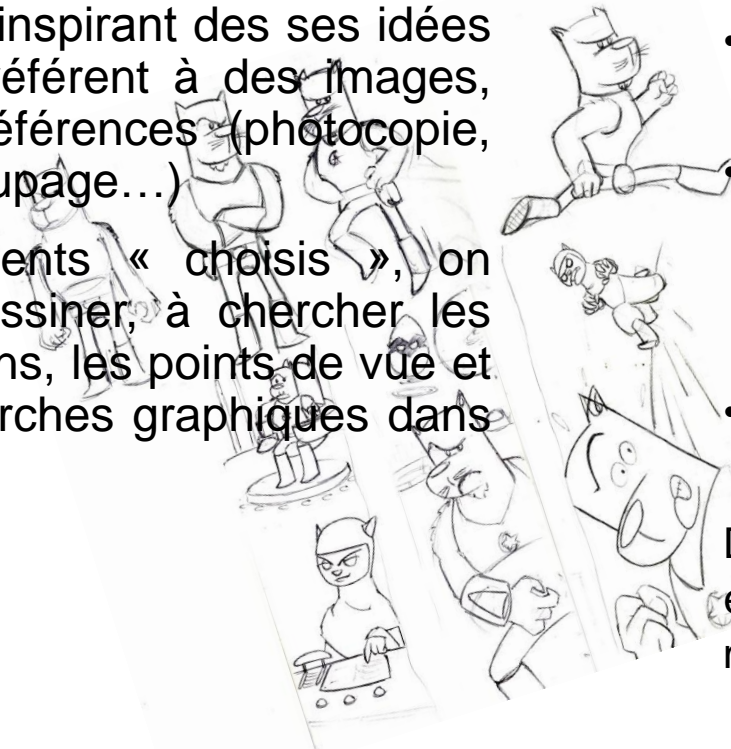 inspirant des ses idées
éfèrent à des images,
éférences (photocopie,
upage…)
ents « choisis », on
ssiner, à chercher les
ns, les points de vue et
rches graphiques dans
•
•
•